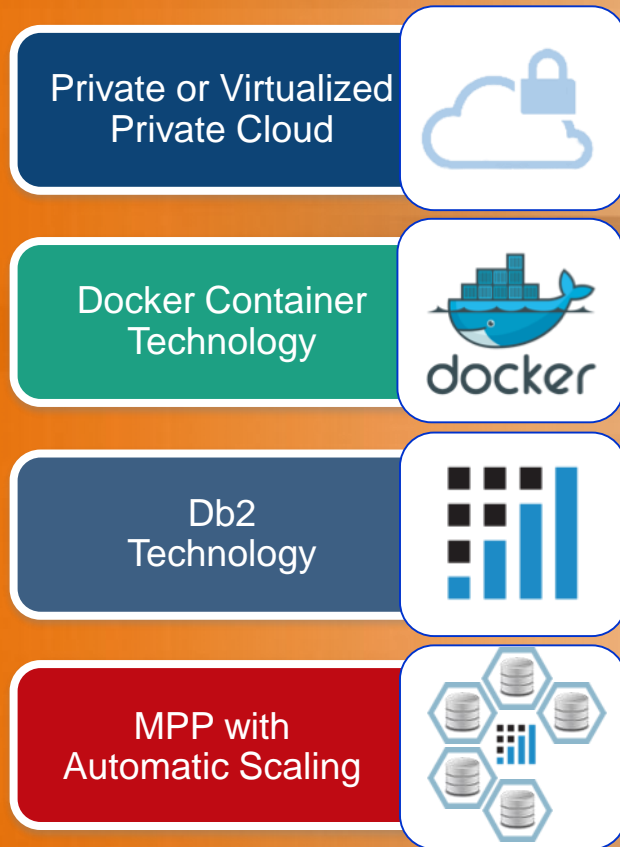 Private or Virtualized
Private Cloud
Docker Container
Technology
docker
Db2
Technology
MPP with
Automatic Scaling